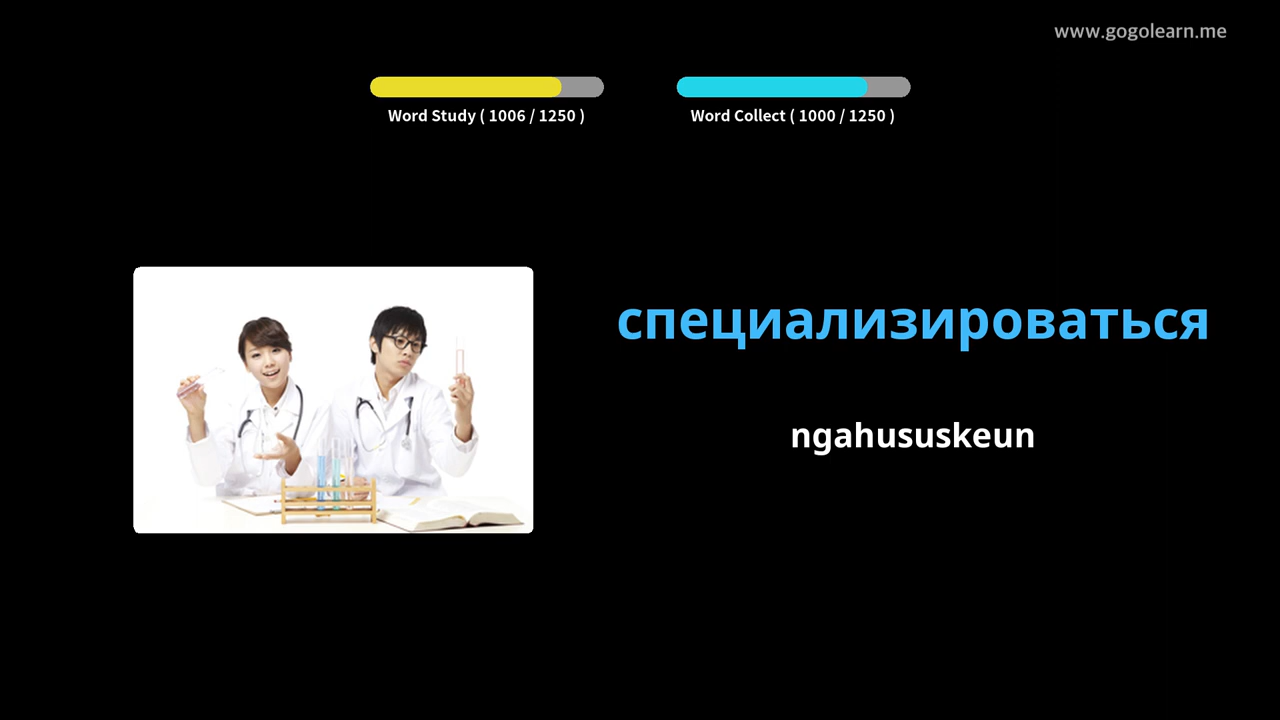 www.gogolearn.me
Word Study ( 1006 / 1250 )
Word Collect ( 1000 / 1250 )
специализироваться
ngahususkeun